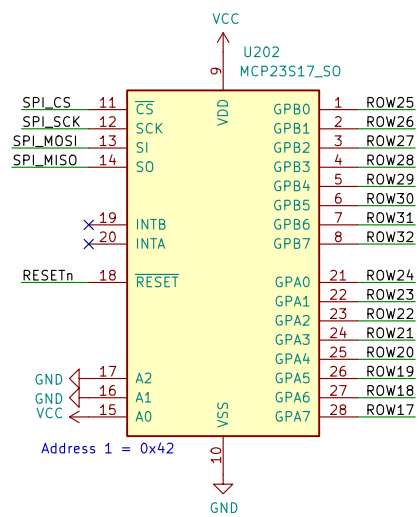 VCC
U202
MCP23S17_SO
9
VDD
SPI_CS 11 CS GPB0 1 ROW25
SPI_SCK 12 SCK GPB1 2 ROW26
SPI_MOSI 13 SI GPB2 3 ROW27
SPI_MISO 14 SO GPB3 4 ROW28
GPB4 5 ROW29
GPB5 6 ROW30
19 INTB GPB6 7 ROW31
20 INTA GPB7 8 ROW32
RESETn 18 RESET GPA0 21 ROW24
GPA1 22 ROW23
GPA2 23 ROW22
GPA3 24 ROW21
GPA4 25 ROW20
GND 17 A2 GPA5 26 ROW19
GND 16 A1 GPA6 27 ROW18
VCC 15 A0 GPA7 28 ROW17
VSS
Address 1 = 0x42
10
GND